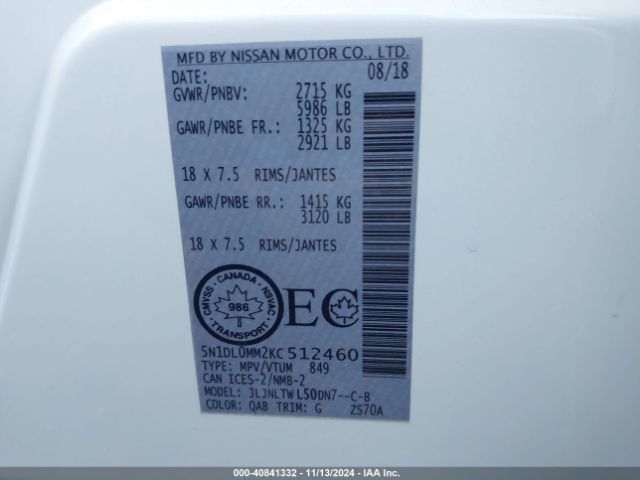 MFD BY NISSAN MOTOR CO., LTD.
DATE: 08/18
GVWR/PNBV: 2715 KG
5986 LB
GAWR/PNBE FR.: 1325 KG
2921 LB
18 X 7.5 RIMS/JANTES
GAWR/PNBE RR.: 1415 KG
3120 LB
18 X 7.5 RIMS/JANTES
CANADA
CMVSS - NSVAC
986
TRANSPORT
EC
5N1DL0MM2KC512460
TYPE: MPV/VTUM 849
CAN ICES-2/NMB-2
MODEL: JLJNLTWL50DN7--C-B
COLOR: QAB TRIM: G ZS70A
000-40841332 - 11/13/2024 - IAA Inc.